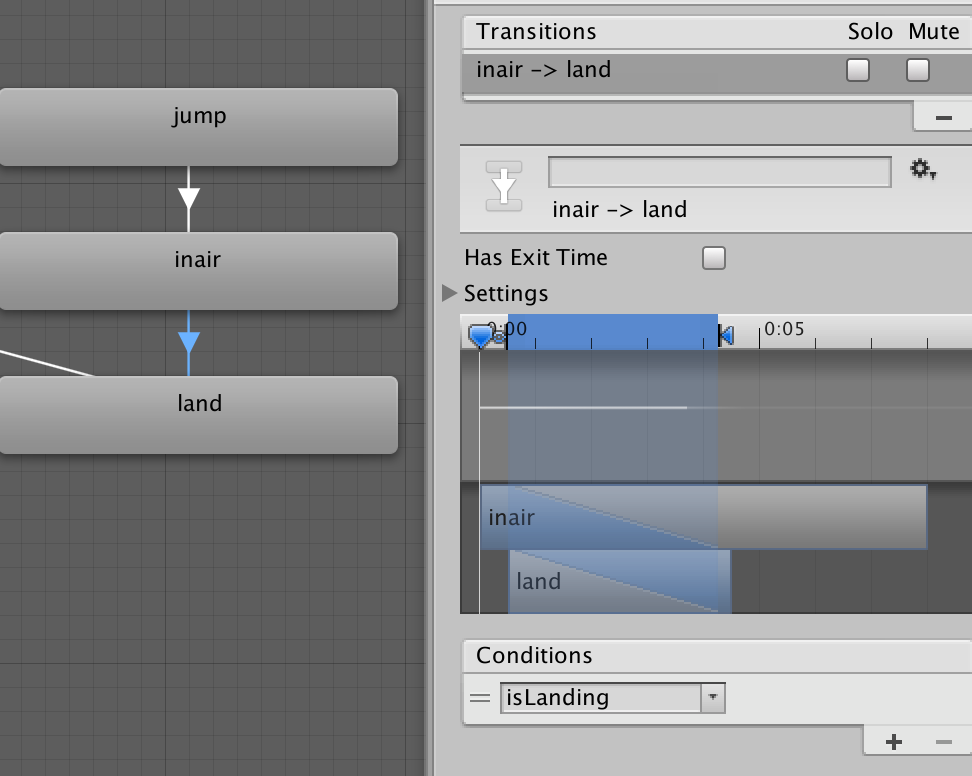 jump
inair
land
Transitions Solo Mute
inair -> land
inair -> land
Has Exit Time
Settings
0:00 0:05
inair
land
Conditions
isLanding